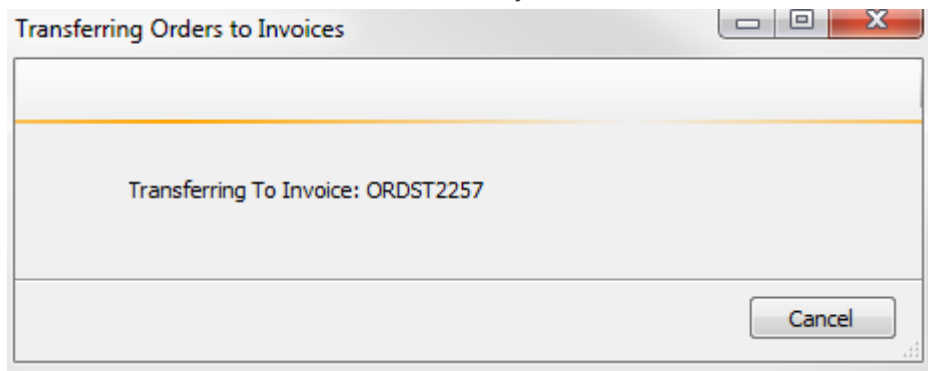 Transferring Orders to Invoices
Transferring To Invoice: ORDST2257
Cancel